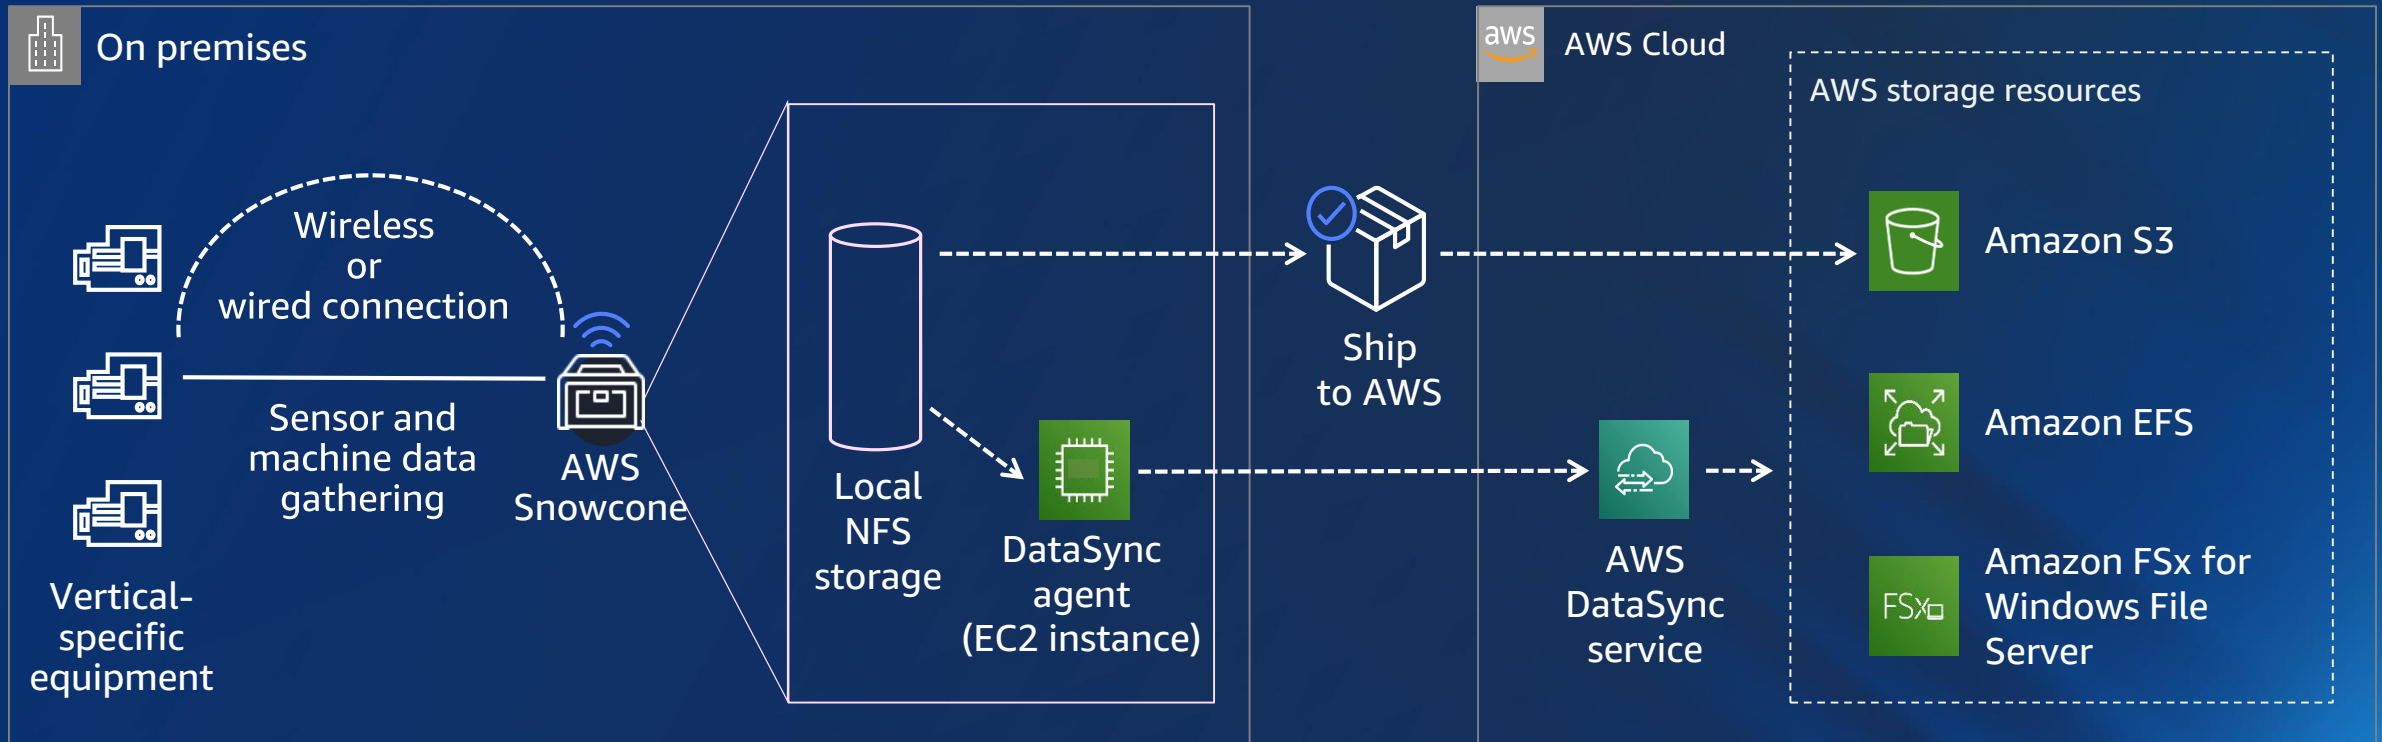 On premises
aws
AWS Cloud
AWS storage resources
Wireless
or
wired connection
Sensor and
machine data
gathering
Vertical-
specific
equipment
AWS
Snowcone
Local
NFS
storage
DataSync
agent
(EC2 instance)
Ship
to AWS
AWS
DataSync
service
Amazon S3
Amazon EFS
FSx
Amazon FSx for
Windows File
Server